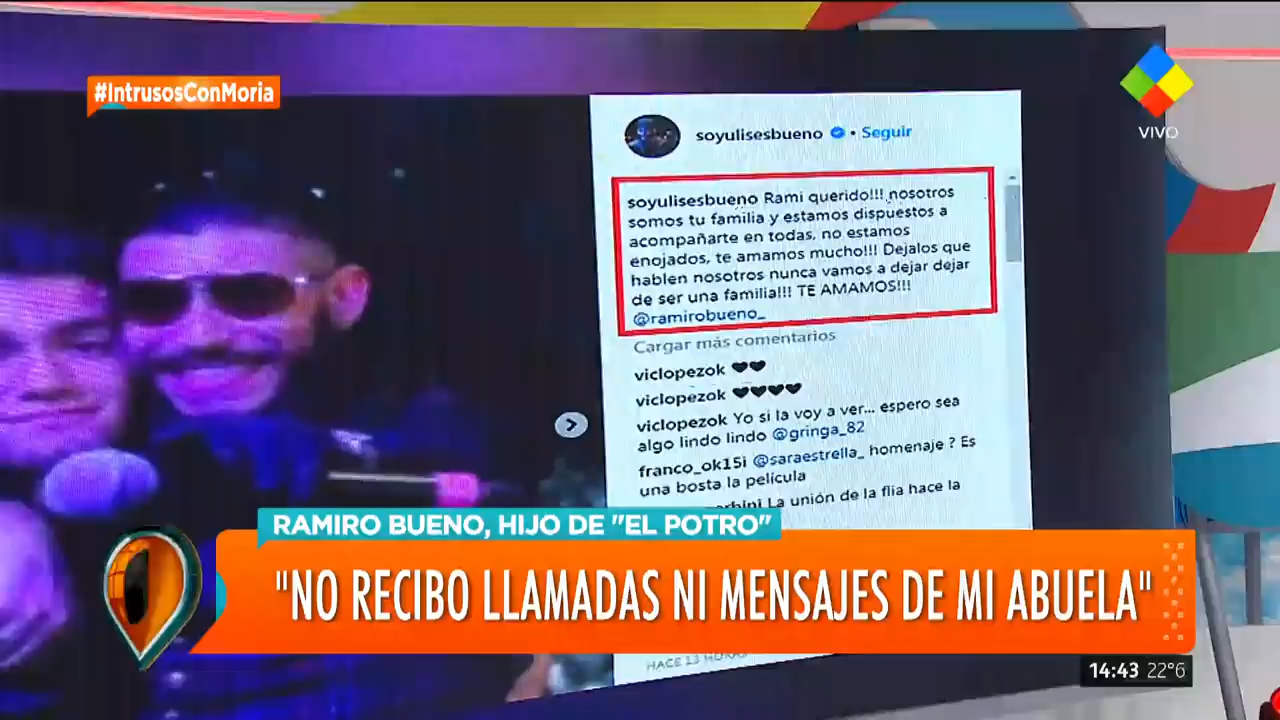 #IntrusosConMoria
VIVO
soyulisesbueno • Seguir
soyulisesbueno Rami querido!!! nosotros
somos tu familia y estamos dispuestos a
acompañarte en todas, no estamos
enojados, te amamos mucho!!! Dejalos que
hablen nosotros nunca vamos a dejar dejar
de ser una familia!!! TE AMAMOS!!!
@ramirobueno_
Cargar más comentarios
viclopezok 🖤🖤
viclopezok 🖤🖤🖤🖤
viclopezok Yo si la voy a ver... espero sea
algo lindo lindo @gringa_82
franco_ok15i @saraestrella_ homenaje ? Es
una bosta la película
La unión de la flia hace la
RAMIRO BUENO, HIJO DE "EL POTRO"
"NO RECIBO LLAMADAS NI MENSAJES DE MI ABUELA"
HACE 13 HORAS
14:43 22°6